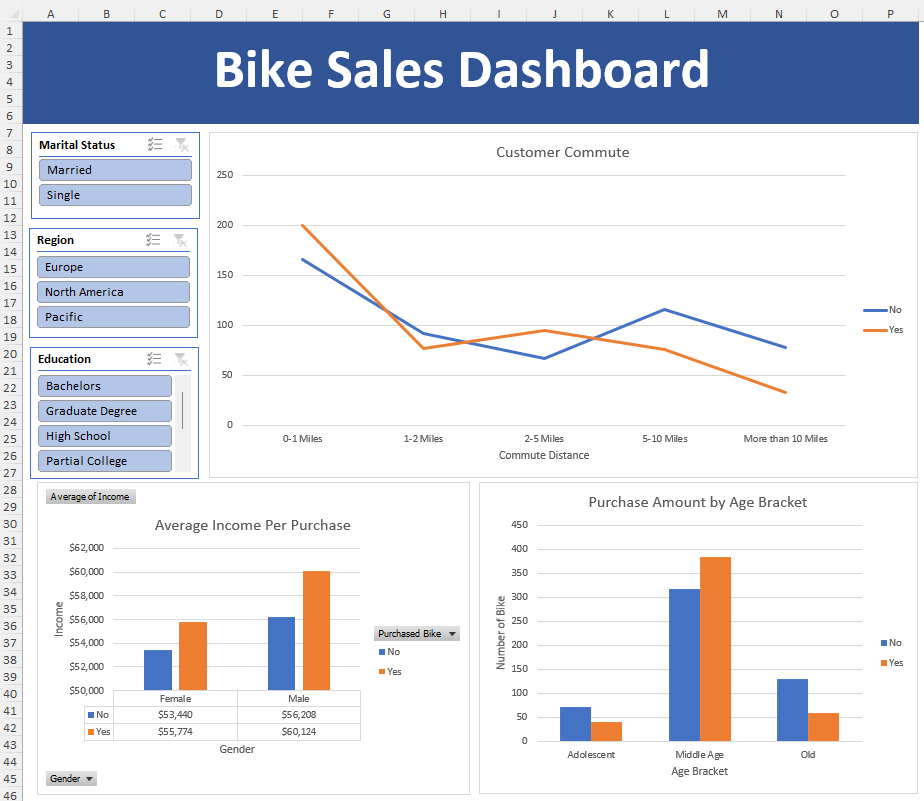 A B C D E F G H I J K L M N O P
1
2
3
4
5
6
7
8
9
10
11
12
13
14
15
16
17
18
19
20
21
22
23
24
25
26
27
28
29
30
31
32
33
34
35
36
37
38
39
40
41
42
43
44
45
46
Bike Sales Dashboard
Marital Status
Married
Single
Region
Europe
North America
Pacific
Education
Bachelors
Graduate Degree
High School
Partial College
Customer Commute
250
200
150
100
50
0
0-1 Miles 1-2 Miles 2-5 Miles 5-10 Miles More than 10 Miles
Commute Distance
No
Yes
Average of Income
Average Income Per Purchase
Income
$62,000
$60,000
$58,000
$56,000
$54,000
$52,000
$50,000
Female Male
No $53,440 $56,208
Yes $55,774 $60,124
Gender
Purchased Bike
No
Yes
Gender
Purchase Amount by Age Bracket
Number of Bike
450
400
350
300
250
200
150
100
50
0
Adolescent Middle Age Old
Age Bracket
No
Yes